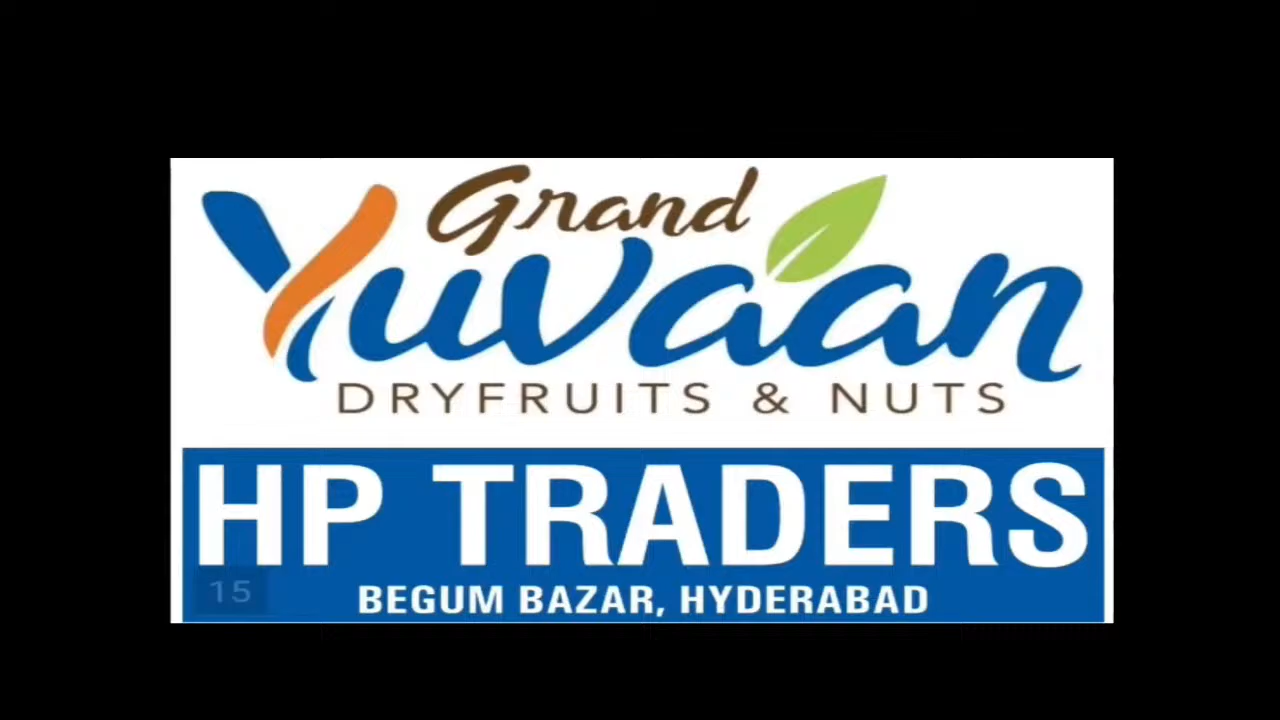 Grand
Yuvaan
DRYFRUITS & NUTS
HP TRADERS
15
BEGUM BAZAR, HYDERABAD